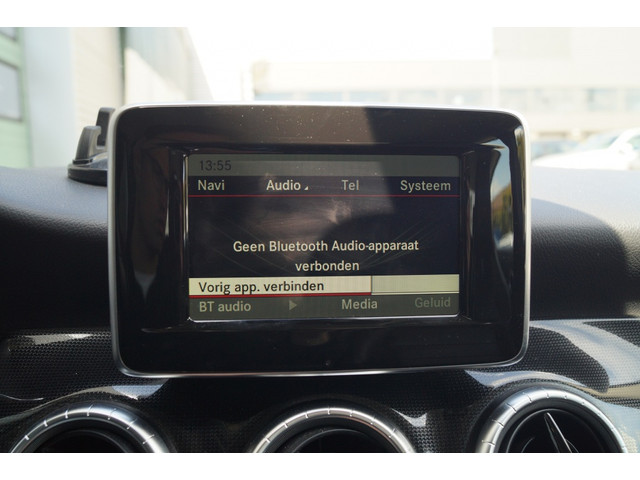 13:55
Navi Audio Tel Systeem
Geen Bluetooth Audio-apparaat
verbonden
Vorig app. verbinden
BT audio Media Geluid